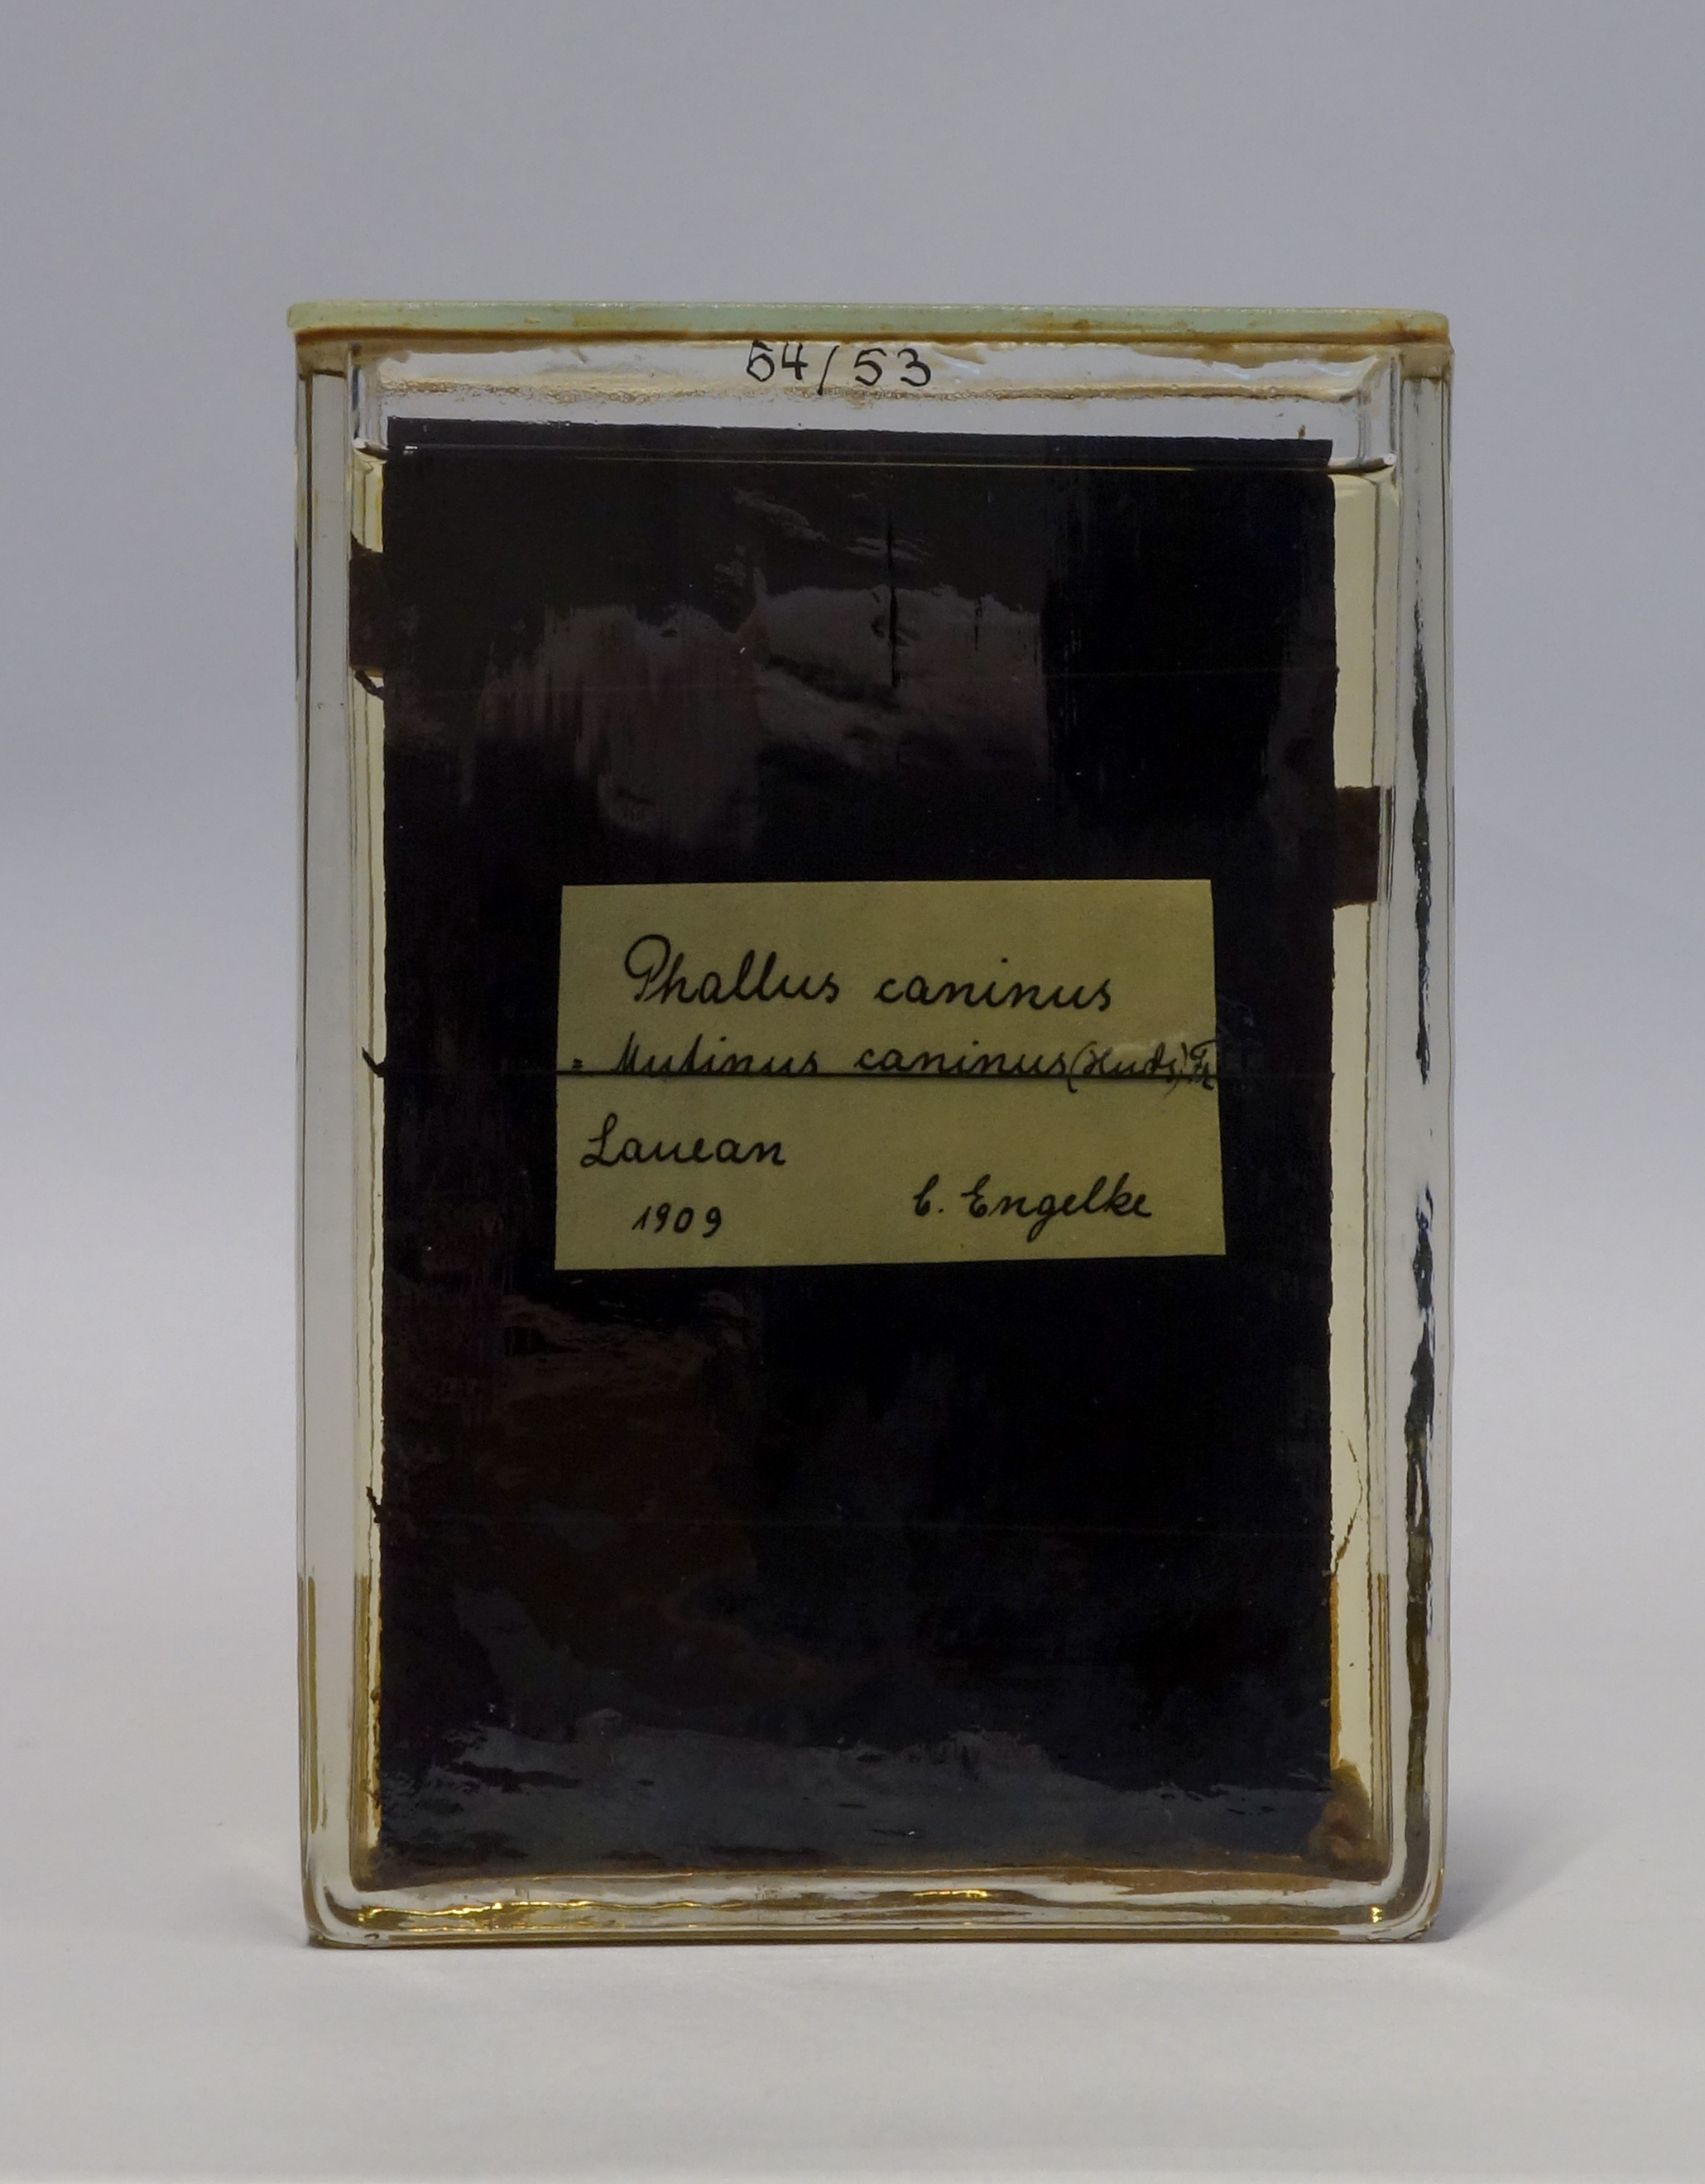 54/53
Phallus caninus
= Mutinus caninus (Huds) Fr
Lauean
1909
C. Engelke